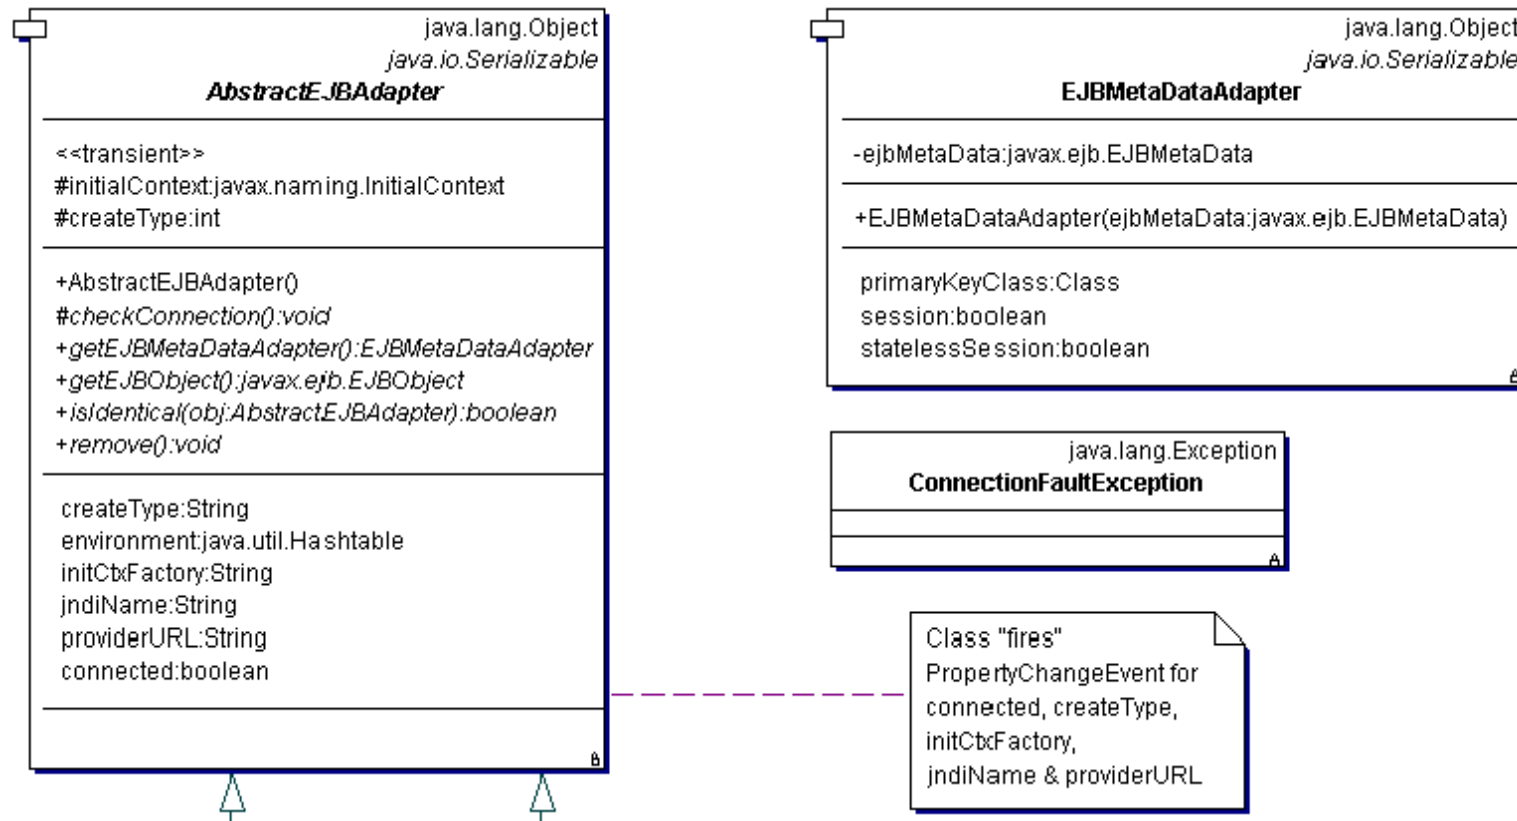 java.lang.Object
java.io.Serializable
AbstractEJBAdapter
<<transient>>
#initialContext:javax.naming.InitialContext
#createType:int
+AbstractEJBAdapter()
#checkConnection():void
+getEJBMetaDataAdapter():EJBMetaDataAdapter
+getEJBObject():javax.ejb.EJBObject
+isIdentical(obj:AbstractEJBAdapter):boolean
+remove():void
createType:String
environment:java.util.Hashtable
initCtxFactory:String
jndiName:String
providerURL:String
connected:boolean
java.lang.Object
java.io.Serializable
EJBMetaDataAdapter
-ejbMetaData:javax.ejb.EJBMetaData
+EJBMetaDataAdapter(ejbMetaData:javax.ejb.EJBMetaData)
primaryKeyClass:Class
session:boolean
statelessSession:boolean
java.lang.Exception
ConnectionFaultException
Class "fires"
PropertyChangeEvent for
connected, createType,
initCtxFactory,
jndiName & providerURL